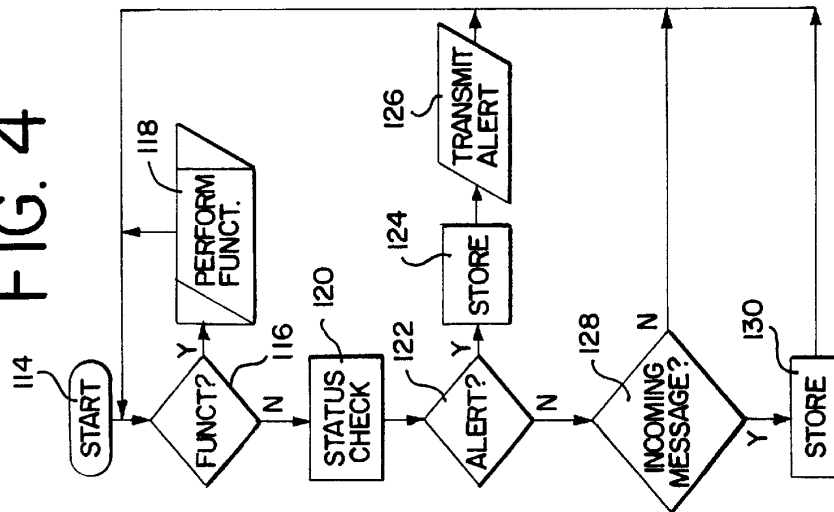 FIG. 4
114
START
FUNCT?
116
Y
N
118
PERFORM
FUNCT.
120
STATUS
CHECK
122
ALERT?
Y
N
124
STORE
126
TRANSMIT
ALERT
128
INCOMING
MESSAGE?
N
Y
130
STORE